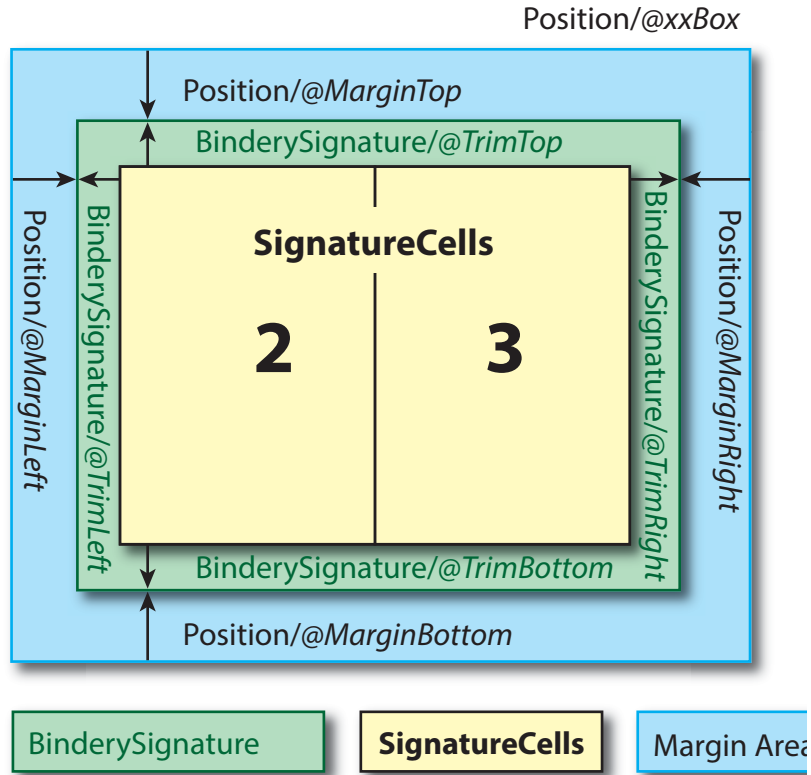 Position/@xxBox
Position/@MarginTop
BinderySignature/@TrimTop
Position/@MarginLeft
BinderySignature/@TrimLeft
SignatureCells
2
3
BinderySignature/@TrimRight
Position/@MarginRight
BinderySignature/@TrimBottom
Position/@MarginBottom
BinderySignature
SignatureCells
Margin Area